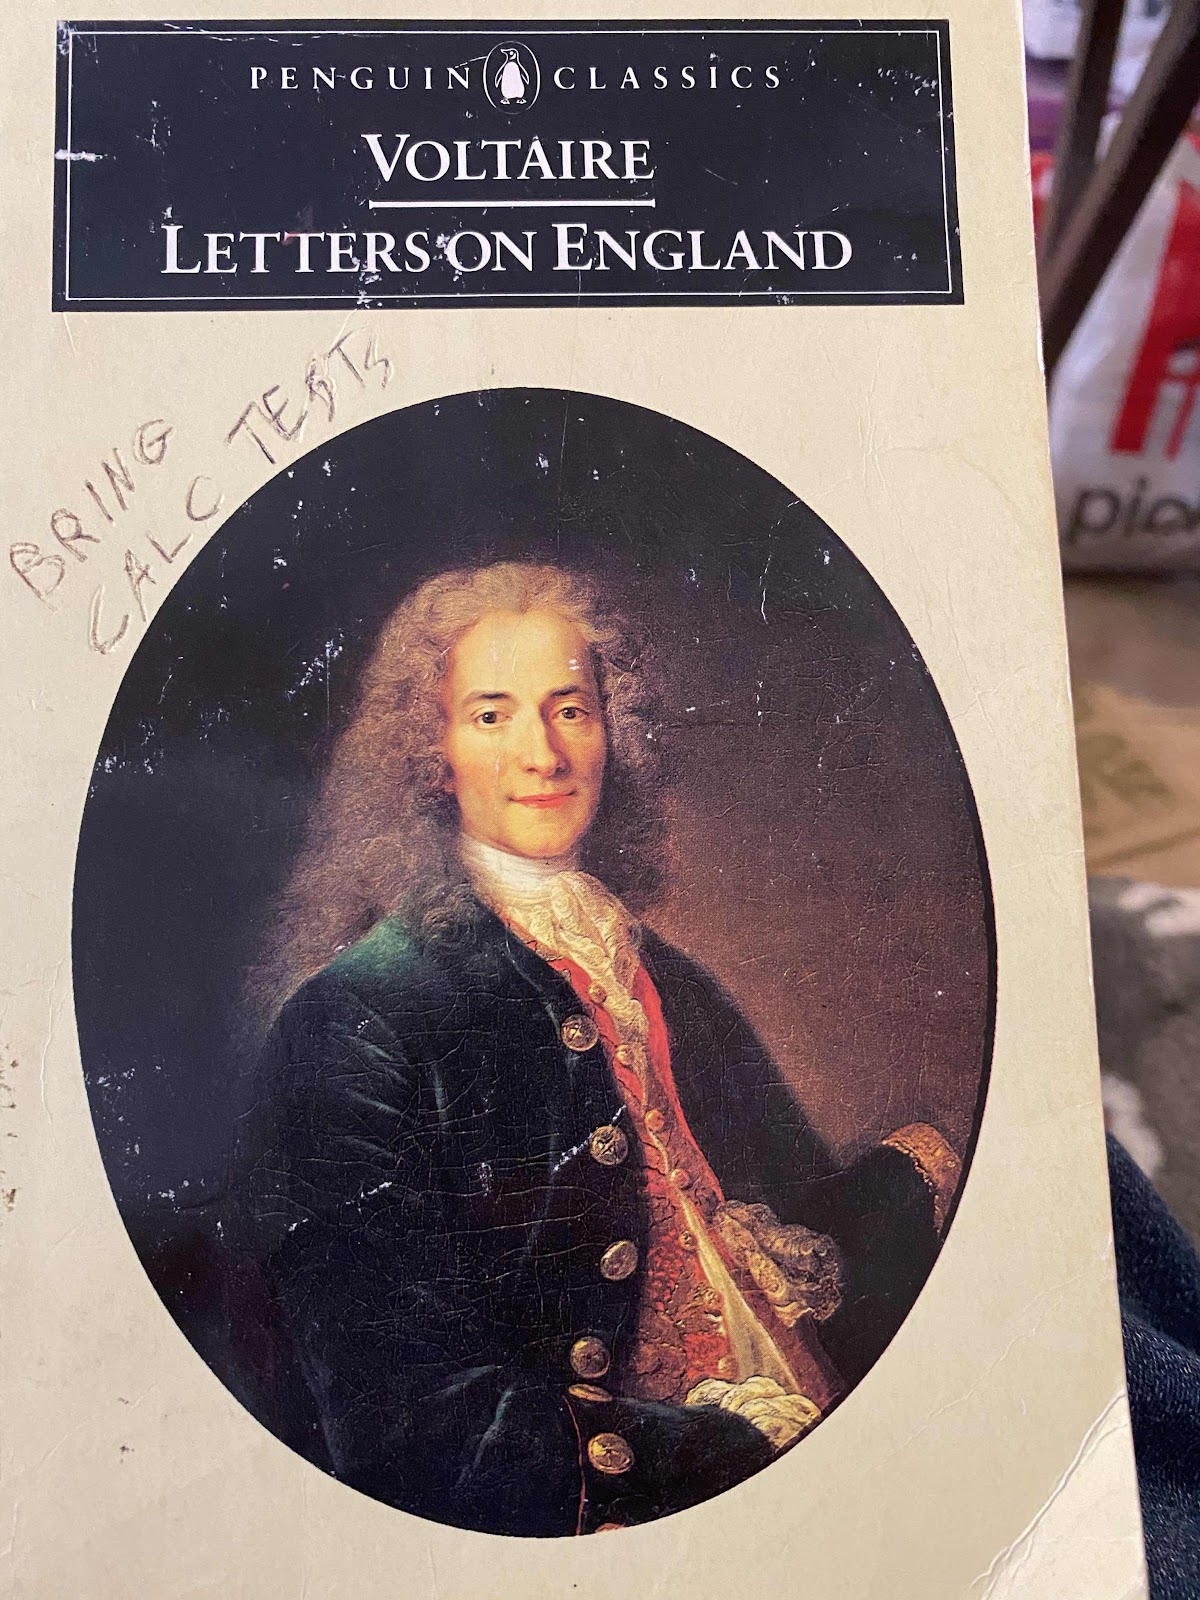 PENGUIN CLASSICS
VOLTAIRE
LETTERS ON ENGLAND
BRING
CALC TESTS